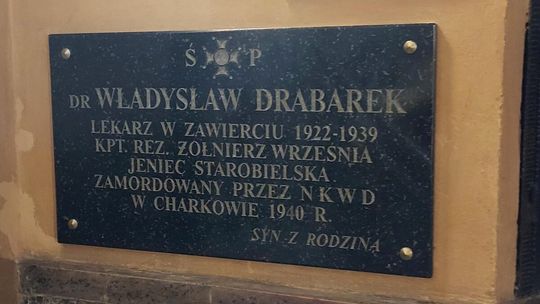 Ś P
DR WŁADYSŁAW DRABAREK
LEKARZ W ZAWIERCIU 1922-1939
KPT. REZ. ŻOŁNIERZ WRZEŚNIA
JENIEC STAROBIELSKA
ZAMORDOWANY PRZEZ N K W D
W CHARKOWIE 1940 R.
SYN Z RODZINĄ